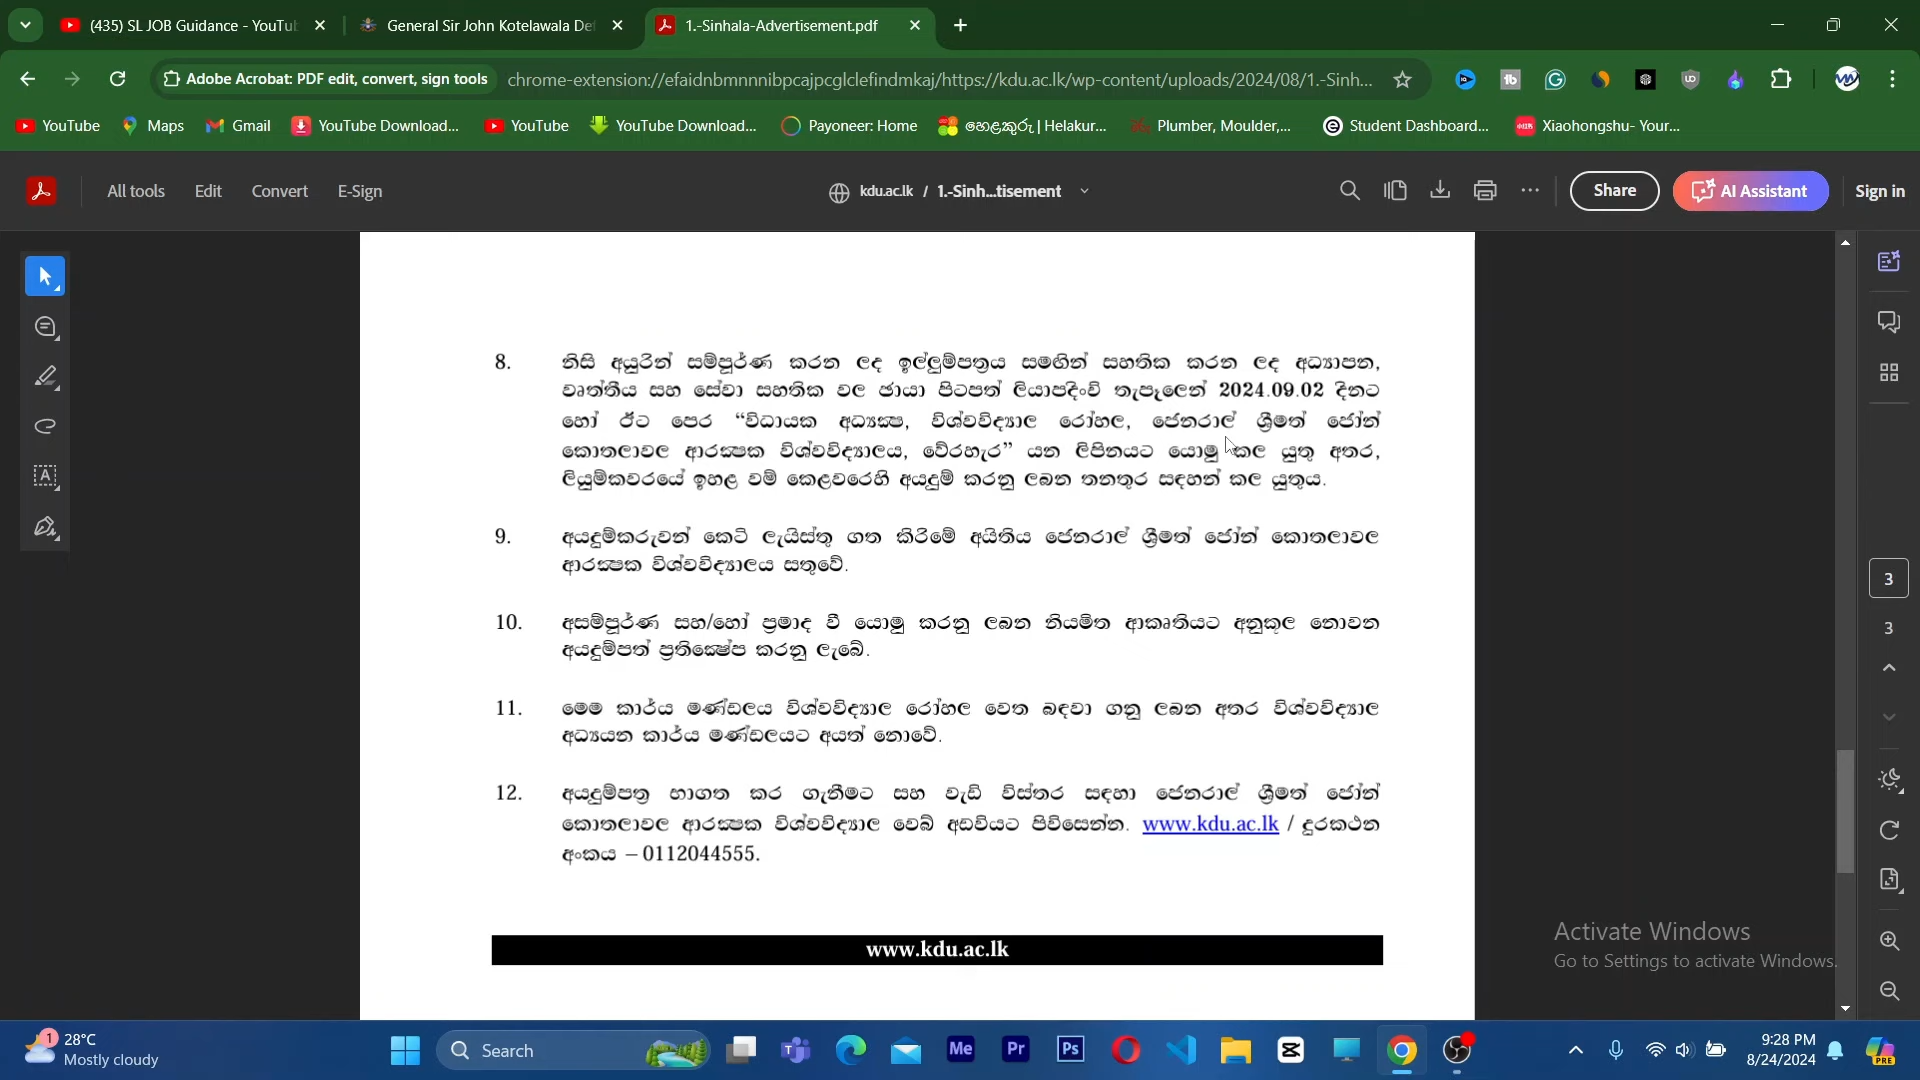 (435) SL JOB Guidance - YouTu
General Sir John Kotelawala De
1.-Sinhala-Advertisement.pdf
Adobe Acrobat: PDF edit, convert, sign tools
chrome-extension://efaidnbmnnnibpcajpcglclefindmkaj/https://kdu.ac.lk/wp-content/uploads/2024/08/1.-Sinh...
YouTube
Maps
Gmail
YouTube Download...
YouTube
YouTube Download...
Payoneer: Home
හෙළකුරු | Helakur...
Plumber, Moulder,...
Student Dashboard...
Xiaohongshu- Your...
All tools
Edit
Convert
E-Sign
kdu.ac.lk / 1.-Sinh...tisement
Share
AI Assistant
Sign in
8. නිසි අයුරින් සම්පූර්ණ කරන ලද ඉල්ලුම්පත්‍රය සමඟින් සහතික කරන ලද අධ්‍යාපන,
වෘත්තීය සහ සේවා සහතික වල ඡායා පිටපත් ලියාපදිංචි තැපෑලෙන් 2024.09.02 දිනට
හෝ ඊට පෙර “විධායක අධ්‍යක්‍ෂ, විශ්වවිද්‍යාල රෝහල, ජෙනරාල් ශ්‍රීමත් ජෝන්
කොතලාවල ආරක්‍ෂක විශ්වවිද්‍යාලය, වේරහැර” යන ලිපිනයට යොමු කල යුතු අතර,
ලියුම්කවරයේ ඉහළ වම් කෙළවරෙහි අයදුම් කරනු ලබන තනතුර සඳහන් කල යුතුය.
9. අයදුම්කරුවන් කෙටි ලැයිස්තු ගත කිරීමේ අයිතිය ජෙනරාල් ශ්‍රීමත් ජෝන් කොතලාවල
ආරක්‍ෂක විශ්වවිද්‍යාලය සතුවේ.
10. අසම්පූර්ණ සහ/හෝ ප්‍රමාද වී යොමු කරනු ලබන නියමිත ආකෘතියට අනුකූල නොවන
අයදුම්පත් ප්‍රතික්‍ෂේප කරනු ලැබේ.
11. මෙම කාර්ය මණ්ඩලය විශ්වවිද්‍යාල රෝහල වෙත බඳවා ගනු ලබන අතර විශ්වවිද්‍යාල
අධ්‍යයන කාර්ය මණ්ඩලයට අයත් නොවේ.
12. අයදුම්පත්‍ර භාගත කර ගැනීමට සහ වැඩි විස්තර සඳහා ජෙනරාල් ශ්‍රීමත් ජෝන්
කොතලාවල ආරක්‍ෂක විශ්වවිද්‍යාල වෙබ් අඩවියට පිවිසෙන්න. www.kdu.ac.lk / දුරකථන
අංකය – 0112044555.
www.kdu.ac.lk
3
3
Activate Windows
Go to Settings to activate Windows.
1
28°C
Mostly cloudy
Search
Me
Pr
Ps
9:28 PM
8/24/2024
PRE